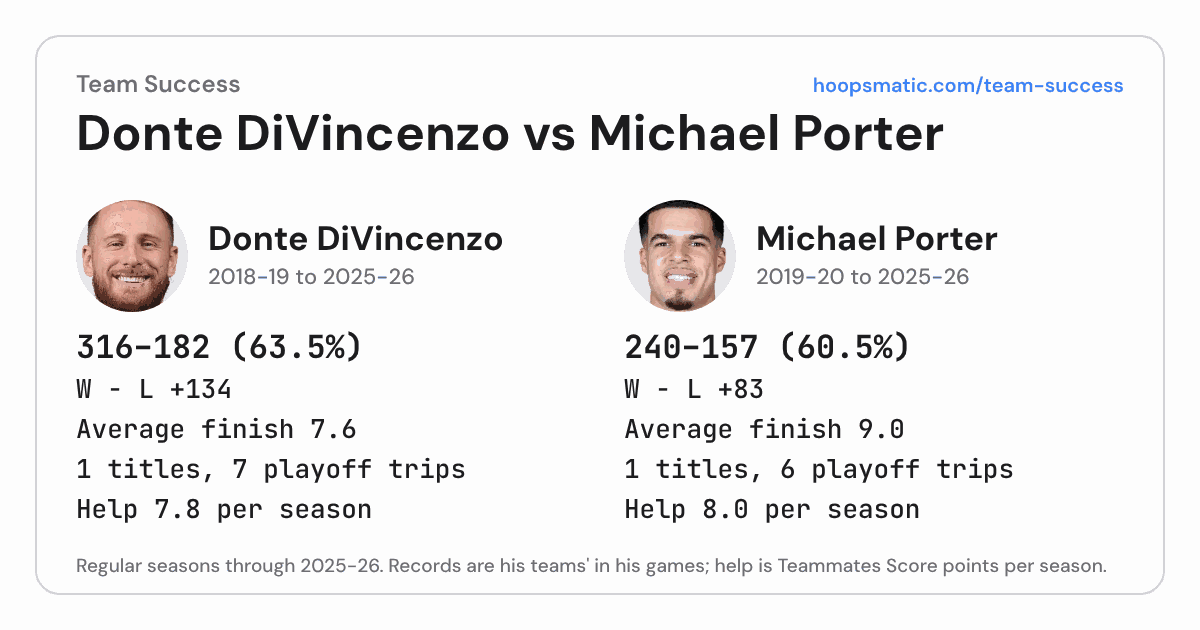 Team Success
hoopsmatic.com/team-success
Donte DiVincenzo vs Michael Porter
Donte DiVincenzo
2018-19 to 2025-26
316-182 (63.5%)
W - L +134
Average finish 7.6
1 titles, 7 playoff trips
Help 7.8 per season
Michael Porter
2019-20 to 2025-26
240-157 (60.5%)
W - L +83
Average finish 9.0
1 titles, 6 playoff trips
Help 8.0 per season
Regular seasons through 2025-26. Records are his teams' in his games; help is Teammates Score points per season.